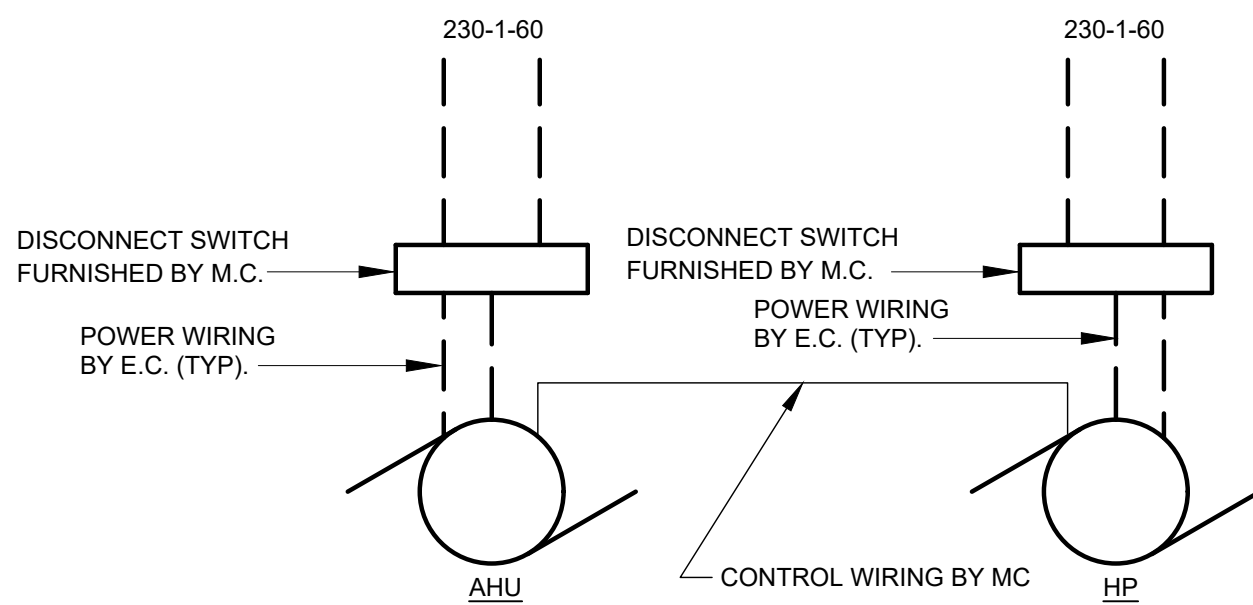 230-1-60
230-1-60
DISCONNECT SWITCH
FURNISHED BY M.C.
DISCONNECT SWITCH
FURNISHED BY M.C.
POWER WIRING
BY E.C. (TYP).
POWER WIRING
BY E.C. (TYP).
CONTROL WIRING BY MC
AHU
HP